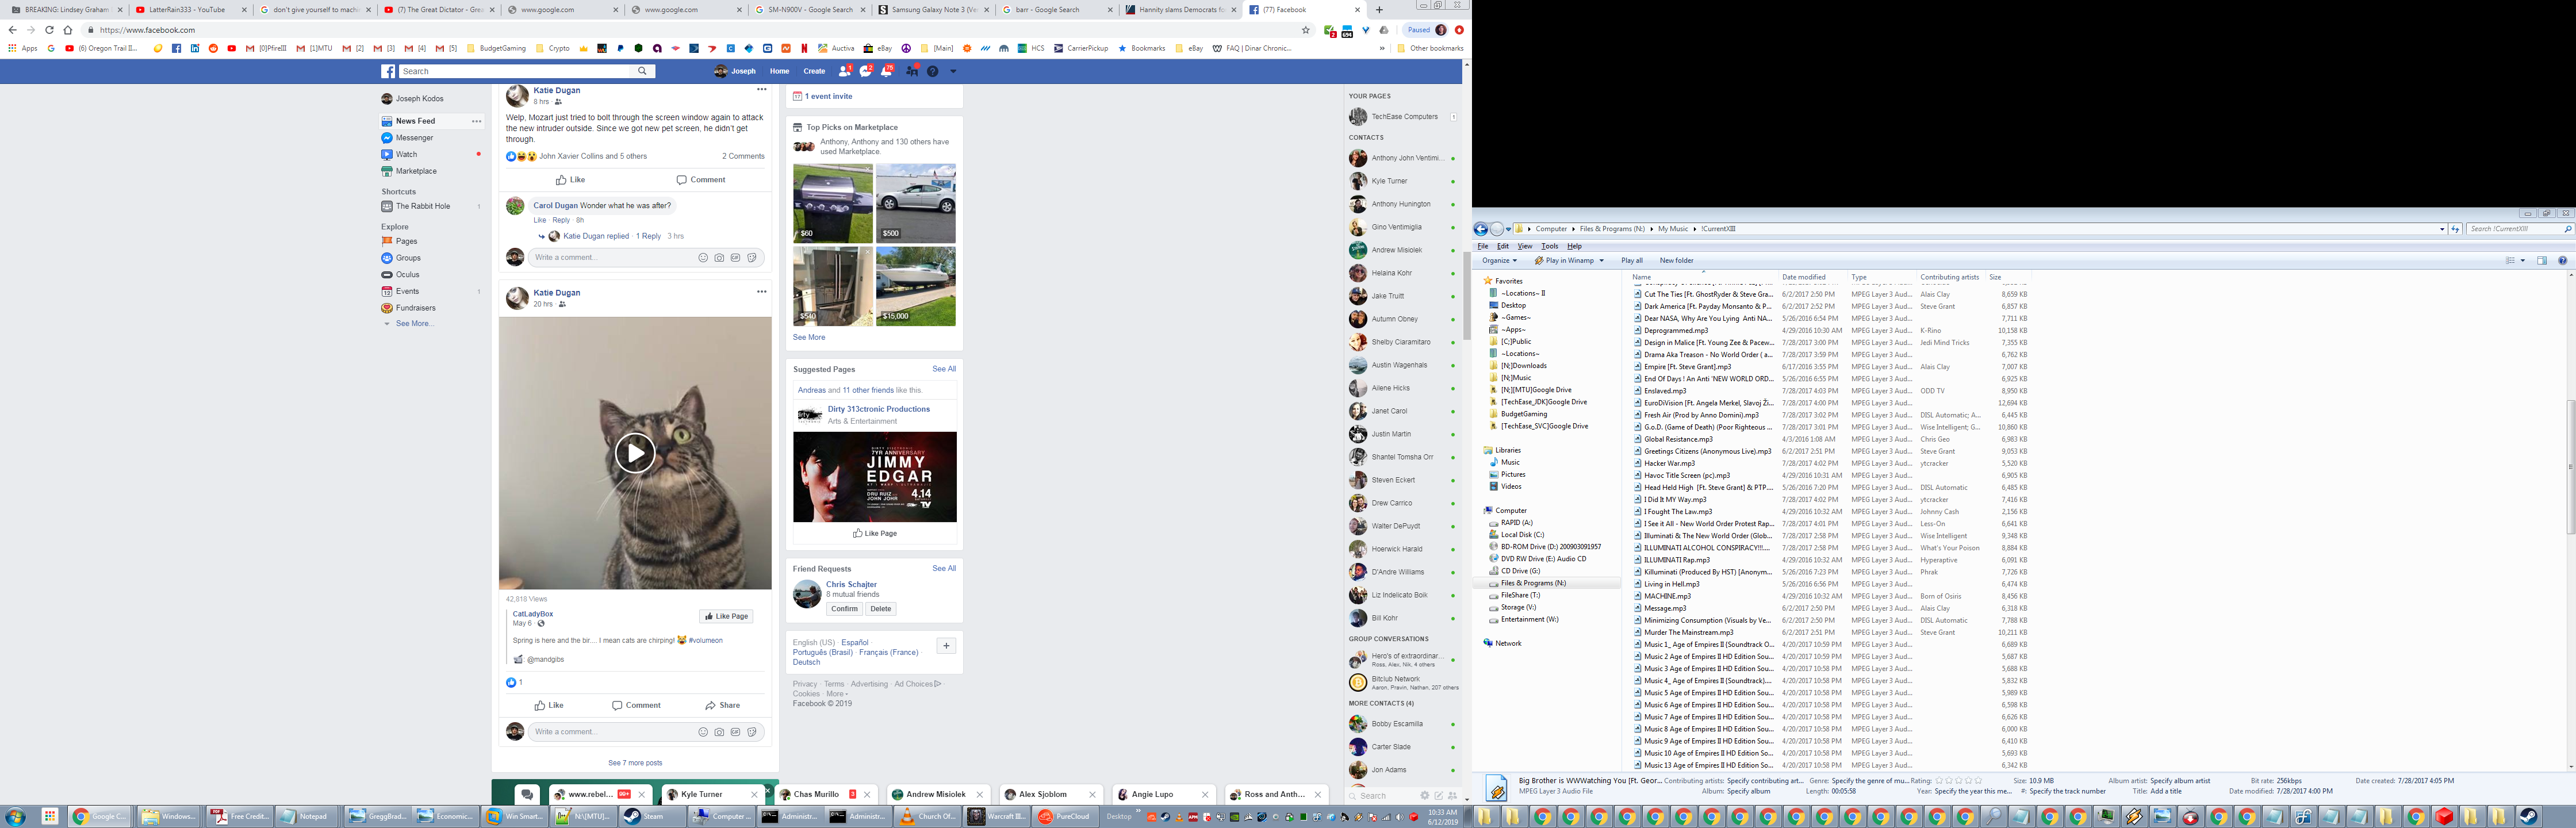 BREAKING: Lindsey Graham
LatterRain333 - YouTube
don't give yourself to machi
(7) The Great Dictator - Grea
www.google.com
www.google.com
SM-N900V - Google Search
Samsung Galaxy Note 3 (Ve
barr - Google Search
Hannity slams Democrats fo
(77) Facebook
https://www.facebook.com
Paused
Apps
(6) Oregon Trail II...
[0]PfireIII
[1]MTU
[2]
[3]
[4]
[5]
BudgetGaming
Crypto
Auctiva
eBay
[Main]
HCS
CarrierPickup
Bookmarks
eBay
FAQ | Dinar Chronic...
Other bookmarks
Search
Joseph
Home
Create
Joseph Kodos
News Feed
Messenger
Watch
Marketplace
Shortcuts
The Rabbit Hole 1
Explore
Pages
Groups
Oculus
Events 1
Fundraisers
See More...
Katie Dugan
8 hrs
Welp, Mozart just tried to bolt through the screen window again to attack
the new intruder outside. Since we got new pet screen, he didn't get
through.
John Xavier Collins and 5 others
2 Comments
Like
Comment
Carol Dugan Wonder what he was after?
Like · Reply · 8h
Katie Dugan replied · 1 Reply 3 hrs
Write a comment...
Katie Dugan
20 hrs
42,818 Views
CatLadyBox
May 6
Like Page
Spring is here and the bir.... I mean cats are chirping! #volumeon
@mandgibs
1
Like
Comment
Share
Write a comment...
See 7 more posts
1 event invite
Top Picks on Marketplace
Anthony, Anthony and 130 others have
used Marketplace.
$60
$500
$540
$15,000
See More
Suggested Pages
See All
Andreas and 11 other friends like this.
Dirty 313ctronic Productions
Arts & Entertainment
JIMMY
EDGAR
4.14
Like Page
Friend Requests
See All
Chris Schajter
8 mutual friends
Confirm
Delete
English (US) · Español
Português (Brasil) · Français (France)
Deutsch
Privacy · Terms · Advertising · Ad Choices
Cookies · More
Facebook © 2019
YOUR PAGES
TechEase Computers 1
CONTACTS
Anthony John Ventimi...
Kyle Turner
Anthony Hunington
Gino Ventimiglia
Andrew Misiolek
Helaina Kohr
Jake Truitt
Autumn Obney
Shelby Ciaramitaro
Austin Wagenhals
Ailene Hicks
Janet Carol
Justin Martin
Shantel Tomsha Orr
Steven Eckert
Drew Carrico
Walter DePuydt
Hoerwick Harald
D'Andre Williams
Liz Indelicato Boik
Bill Kohr
GROUP CONVERSATIONS
Hero's of extraordinar...
Ross, Alex, Nik, 4 others
Bitclub Network
Aaron, Pravin, Nathan, 207 others
MORE CONTACTS (4)
Bobby Escamilla
Carter Slade
Jon Adams
Search
www.rebel... 99+
Kyle Turner
Chas Murillo 3
Andrew Misiolek
Alex Sjoblom
Angie Lupo
Ross and Anth...
Computer
Files & Programs (N:)
My Music
!CurrentXIII
Search !CurrentXIII
File Edit View Tools Help
Organize
Play in Winamp
Play all
New folder
Favorites
~Locations~ II
Desktop
~Games~
~Apps~
[C:]Public
~Locations~
[N:]Downloads
[N:]Music
[N:][MTU]Google Drive
[TechEase_JDK]Google Drive
BudgetGaming
[TechEase_SVC]Google Drive
Libraries
Music
Pictures
Videos
Computer
RAPID (A:)
Local Disk (C:)
BD-ROM Drive (D:) 200903091957
DVD RW Drive (E:) Audio CD
CD Drive (G:)
Files & Programs (N:)
FileShare (T:)
Storage (V:)
Entertainment (W:)
Network
Name Date modified Type Contributing artists Size
Cut The Ties [Ft. GhostRyder & Steve Gra... 6/2/2017 2:50 PM MPEG Layer 3 Aud... Alais Clay 8,659 KB
Dark America [Ft. Payday Monsanto & P... 6/2/2017 2:52 PM MPEG Layer 3 Aud... Steve Grant 6,857 KB
Dear NASA, Why Are You Lying Anti NA... 5/26/2016 6:54 PM MPEG Layer 3 Aud... 7,711 KB
Deprogrammed.mp3 4/29/2016 10:30 AM MPEG Layer 3 Aud... K-Rino 10,158 KB
Design in Malice [Ft. Young Zee & Pacew... 7/28/2017 3:00 PM MPEG Layer 3 Aud... Jedi Mind Tricks 7,355 KB
Drama Aka Treason - No World Order ( a... 7/28/2017 3:59 PM MPEG Layer 3 Aud... 6,762 KB
Empire [Ft. Steve Grant].mp3 6/17/2016 3:55 PM MPEG Layer 3 Aud... Alais Clay 7,007 KB
End Of Days ! An Anti 'NEW WORLD ORD... 5/26/2016 6:59 PM MPEG Layer 3 Aud... 6,925 KB
Enslaved.mp3 7/28/2017 4:03 PM MPEG Layer 3 Aud... ODD TV 8,950 KB
EuroDiVision [Ft. Angela Merkel, Slavoj Ži... 7/28/2017 4:00 PM MPEG Layer 3 Aud... 12,694 KB
Fresh Air (Prod by Anno Domini).mp3 7/28/2017 3:02 PM MPEG Layer 3 Aud... DISL Automatic; A... 6,445 KB
G.o.D. (Game of Death) (Poor Righteous ... 7/28/2017 3:01 PM MPEG Layer 3 Aud... Wise Intelligent; G... 10,860 KB
Global Resistance.mp3 4/3/2016 1:08 AM MPEG Layer 3 Aud... Chris Geo 6,983 KB
Greetings Citizens (Anonymous Live).mp3 6/2/2017 2:51 PM MPEG Layer 3 Aud... Steve Grant 9,053 KB
Hacker War.mp3 7/28/2017 4:02 PM MPEG Layer 3 Aud... ytcracker 5,520 KB
Havoc Title Screen (pc).mp3 4/29/2016 10:31 AM MPEG Layer 3 Aud... 6,905 KB
Head Held High [Ft. Steve Grant] & PTP.... 5/26/2016 7:20 PM MPEG Layer 3 Aud... DISL Automatic 6,485 KB
I Did It MY Way.mp3 7/28/2017 4:02 PM MPEG Layer 3 Aud... ytcracker 7,416 KB
I Fought The Law.mp3 4/29/2016 10:32 AM MPEG Layer 3 Aud... Johnny Cash 2,156 KB
I See it All - New World Order Protest Rap... 7/28/2017 4:01 PM MPEG Layer 3 Aud... Less-On 6,641 KB
Illuminati & The New World Order (Glob... 7/28/2017 2:58 PM MPEG Layer 3 Aud... Wise Intelligent 9,348 KB
ILLUMINATI ALCOHOL CONSPIRACY!!!.... 7/28/2017 2:58 PM MPEG Layer 3 Aud... What's Your Poison 8,884 KB
ILLUMINATI Rap.mp3 4/29/2016 10:32 AM MPEG Layer 3 Aud... Hyperaptive 6,091 KB
Killuminati (Produced By HST) [Anonym... 5/26/2016 7:23 PM MPEG Layer 3 Aud... Phrak 7,726 KB
Living in Hell.mp3 5/26/2016 6:56 PM MPEG Layer 3 Aud... 6,474 KB
MACHINE.mp3 4/29/2016 10:32 AM MPEG Layer 3 Aud... Born of Osiris 8,456 KB
Message.mp3 6/2/2017 2:50 PM MPEG Layer 3 Aud... Alais Clay 6,318 KB
Minimizing Consumption (Visuals by Ve... 6/2/2017 2:50 PM MPEG Layer 3 Aud... DISL Automatic 7,788 KB
Murder The Mainstream.mp3 6/2/2017 2:51 PM MPEG Layer 3 Aud... Steve Grant 10,211 KB
Music 1_ Age of Empires II (Soundtrack O... 4/20/2017 10:59 PM MPEG Layer 3 Aud... 6,689 KB
Music 2 Age of Empires II HD Edition Sou... 4/20/2017 10:59 PM MPEG Layer 3 Aud... 5,687 KB
Music 3 Age of Empires II HD Edition Sou... 4/20/2017 10:58 PM MPEG Layer 3 Aud... 5,688 KB
Music 4_ Age of Empires II (Soundtrack).... 4/20/2017 10:58 PM MPEG Layer 3 Aud... 5,832 KB
Music 5 Age of Empires II HD Edition Sou... 4/20/2017 10:58 PM MPEG Layer 3 Aud... 5,989 KB
Music 6 Age of Empires II HD Edition Sou... 4/20/2017 10:58 PM MPEG Layer 3 Aud... 6,598 KB
Music 7 Age of Empires II HD Edition Sou... 4/20/2017 10:58 PM MPEG Layer 3 Aud... 6,626 KB
Music 8 Age of Empires II HD Edition Sou... 4/20/2017 10:58 PM MPEG Layer 3 Aud... 6,000 KB
Music 9 Age of Empires II HD Edition Sou... 4/20/2017 10:58 PM MPEG Layer 3 Aud... 6,410 KB
Music 10 Age of Empires II HD Edition So... 4/20/2017 10:58 PM MPEG Layer 3 Aud... 5,693 KB
Music 13 Age of Empires II HD Edition So... 4/20/2017 10:58 PM MPEG Layer 3 Aud... 6,342 KB
Big Brother is WWWatching You [Ft. Geor... Contributing artists: Specify contributing art... Genre: Specify the genre of mu... Rating: Size: 10.9 MB Album artist: Specify album artist Bit rate: 256kbps Date created: 7/28/2017 4:05 PM
MPEG Layer 3 Audio File Album: Specify album Length: 00:05:58 Year: Specify the year this me... #: Specify the track number Title: Add a title Date modified: 7/28/2017 4:00 PM
Google C...
Windows...
Free Credit...
Notepad
GreggBrad...
Economic...
Win Smart...
N:\[MTU]...
Steam
Computer ...
Administr...
Administr...
Church Of...
Warcraft III...
PureCloud
Desktop
10:33 AM
6/12/2019